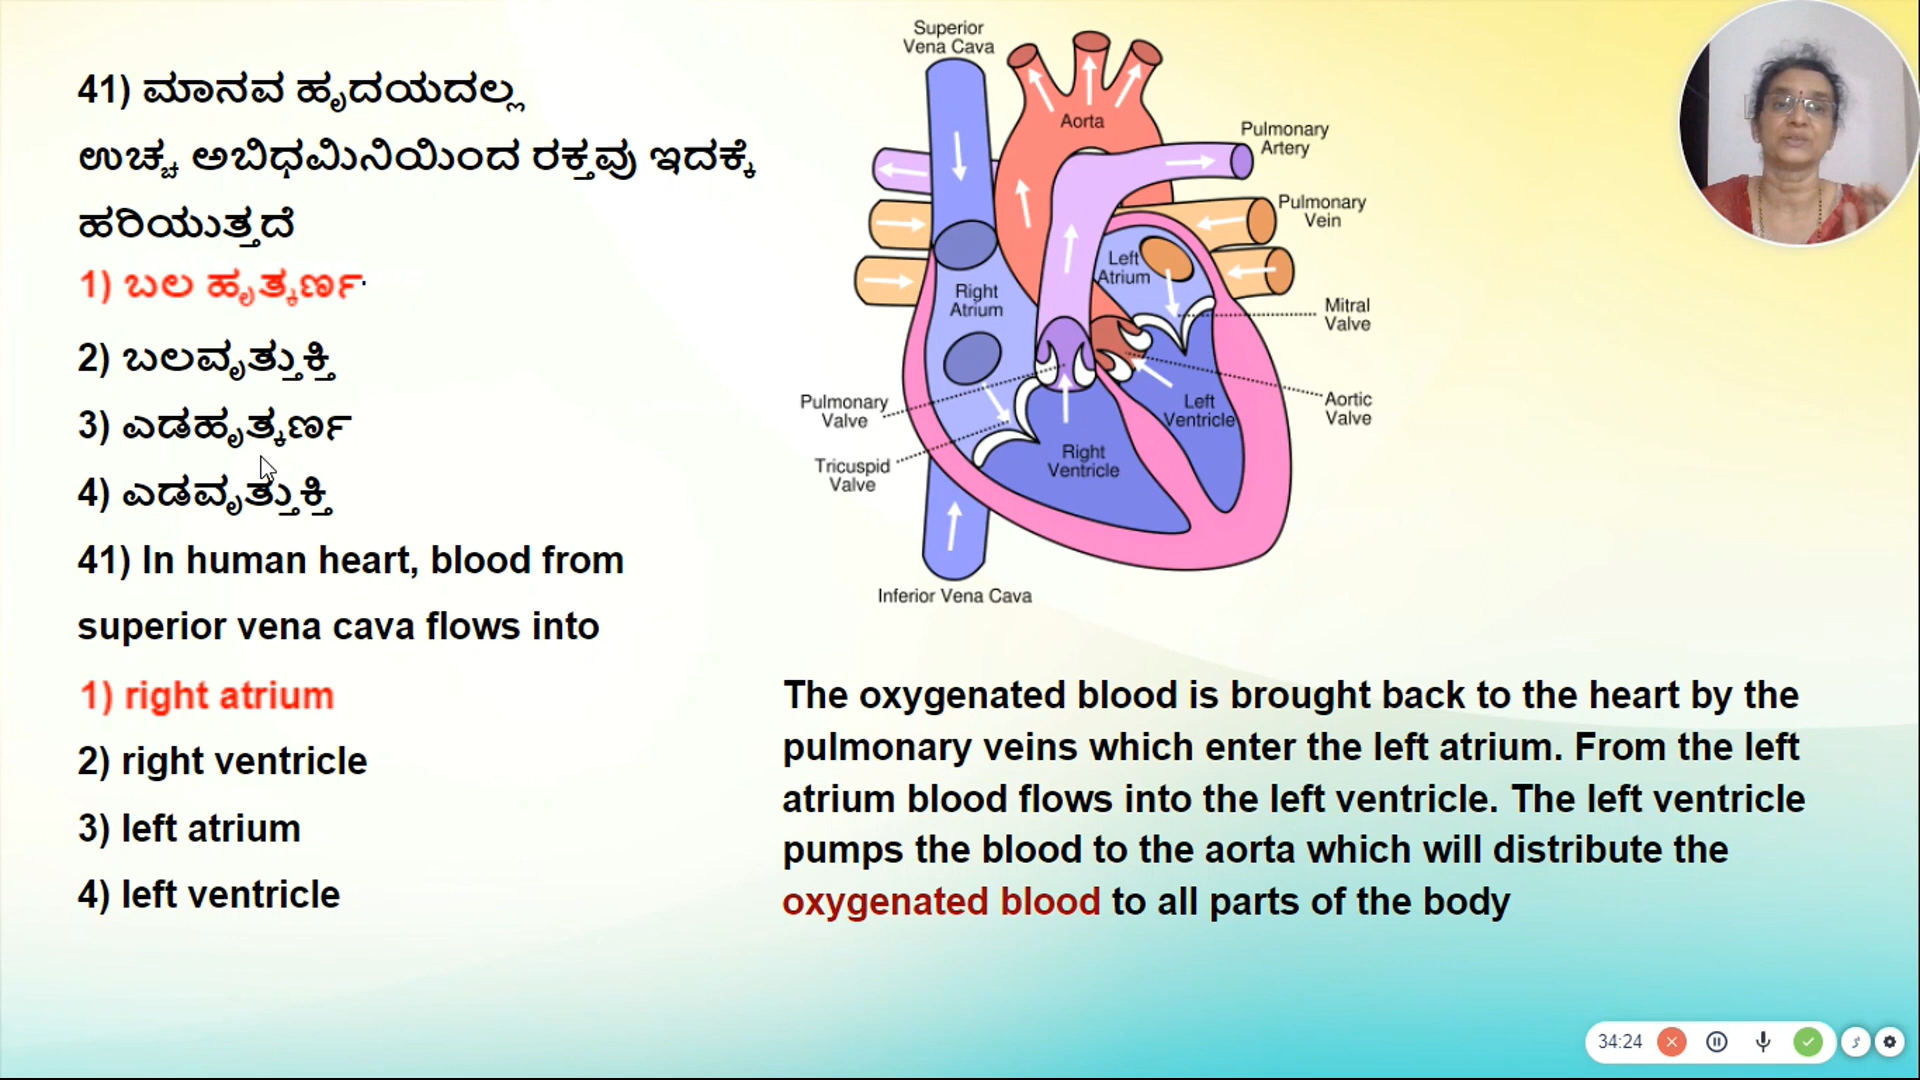 41) ಮಾನವ ಹೃದಯದಲ್ಲ
ಉಚ್ಚ ಅಬಿಧಮಿನಿಯಿಂದ ರಕ್ತವು ಇದಕ್ಕೆ
ಹರಿಯುತ್ತದೆ
1) ಬಲ ಹೃತ್ಕರ್ಣ
2) ಬಲವೃತ್ತುಕ್ತಿ
3) ಎಡಹೃತ್ಕರ್ಣ
4) ಎಡವೃತ್ತುಕ್ತಿ
41) In human heart, blood from
superior vena cava flows into
1) right atrium
2) right ventricle
3) left atrium
4) left ventricle
Superior
Vena Cava
Aorta
Pulmonary
Artery
Pulmonary
Vein
Left
Atrium
Right
Atrium
Mitral
Valve
Pulmonary
Valve
Aortic
Valve
Left
Ventricle
Tricuspid
Valve
Right
Ventricle
Inferior Vena Cava
The oxygenated blood is brought back to the heart by the
pulmonary veins which enter the left atrium. From the left
atrium blood flows into the left ventricle. The left ventricle
pumps the blood to the aorta which will distribute the
oxygenated blood to all parts of the body
34:24